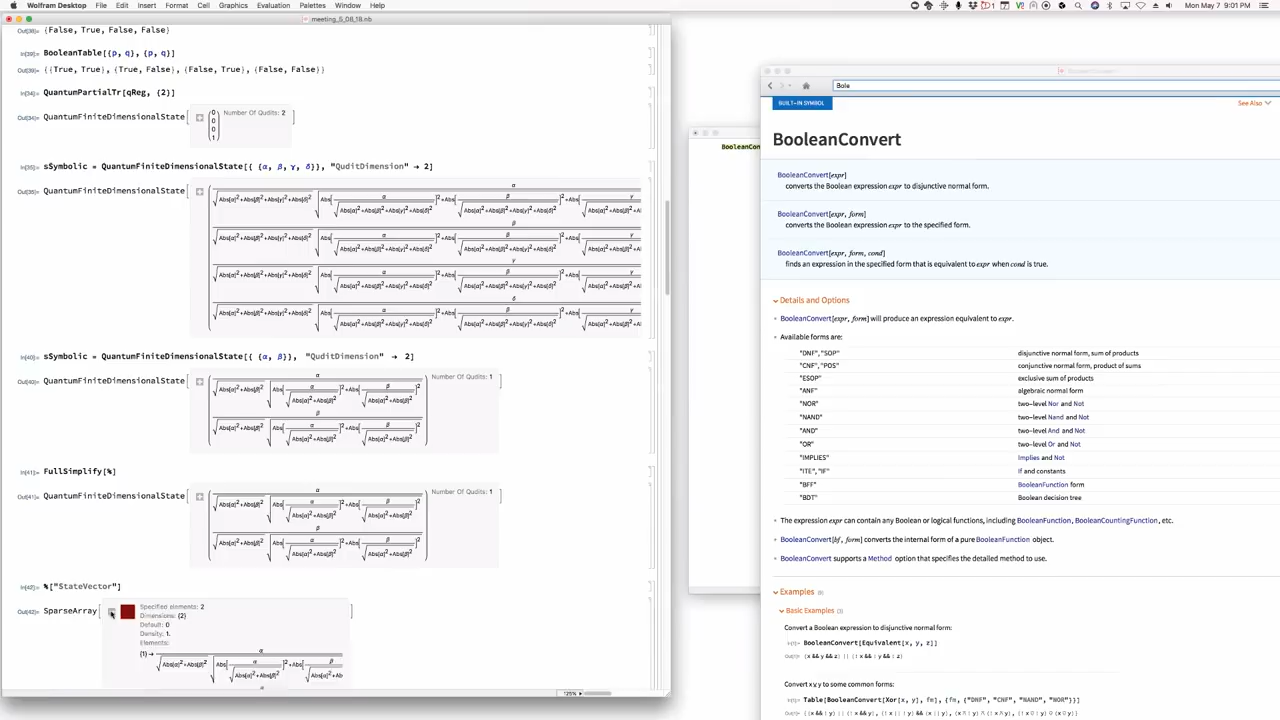 Wolfram Desktop File Edit Insert Format Cell Graphics Evaluation Palettes Window Help
Mon May 7 9:01 PM
meeting_5_08_18.nb
Out[38]= {False, True, False, False}
In[39]:= BooleanTable[{p, q}, {p, q}]
Out[39]= {{True, True}, {True, False}, {False, True}, {False, False}}
In[34]:= QuantumPartialTr[qReg, {2}]
Out[34]= QuantumFiniteDimensionalState[ (0 0 0 1) Number Of Qudits: 2 ]
In[35]:= sSymbolic = QuantumFiniteDimensionalState[{ {α, β, γ, δ}}, "QuditDimension" → 2]
Out[35]= QuantumFiniteDimensionalState[
In[40]:= sSymbolic = QuantumFiniteDimensionalState[{ {α, β}}, "QuditDimension" → 2]
Out[40]= QuantumFiniteDimensionalState[ Number Of Qudits: 1 ]
In[41]:= FullSimplify[%]
Out[41]= QuantumFiniteDimensionalState[ Number Of Qudits: 1 ]
In[42]:= %["StateVector"]
Out[42]= SparseArray[
Specified elements: 2
Dimensions: {2}
Default: 0
Density: 1.
Elements:
{1} →
125%
BooleanCon
Bole
BUILT-IN SYMBOL
See Also
BooleanConvert
BooleanConvert[expr]
converts the Boolean expression expr to disjunctive normal form.
BooleanConvert[expr, form]
converts the Boolean expression expr to the specified form.
BooleanConvert[expr, form, cond]
finds an expression in the specified form that is equivalent to expr when cond is true.
Details and Options
BooleanConvert[expr, form] will produce an expression equivalent to expr.
Available forms are:
"DNF", "SOP" disjunctive normal form, sum of products
"CNF", "POS" conjunctive normal form, product of sums
"ESOP" exclusive sum of products
"ANF" algebraic normal form
"NOR" two-level Nor and Not
"NAND" two-level Nand and Not
"AND" two-level And and Not
"OR" two-level Or and Not
"IMPLIES" Implies and Not
"ITE", "IF" If and constants
"BFF" BooleanFunction form
"BDT" Boolean decision tree
The expression expr can contain any Boolean or logical functions, including BooleanFunction, BooleanCountingFunction, etc.
BooleanConvert[bf, form] converts the internal form of a pure BooleanFunction object.
BooleanConvert supports a Method option that specifies the detailed method to use.
Examples
Basic Examples
Convert a Boolean expression to disjunctive normal form:
In[1]:= BooleanConvert[Equivalent[x, y, z]]
(x && y && z) || (! x && ! y && ! z)
Convert x⊻y to some common forms:
Table[BooleanConvert[Xor[x, y], fm], {fm, {"DNF", "CNF", "NAND", "NOR"}}]